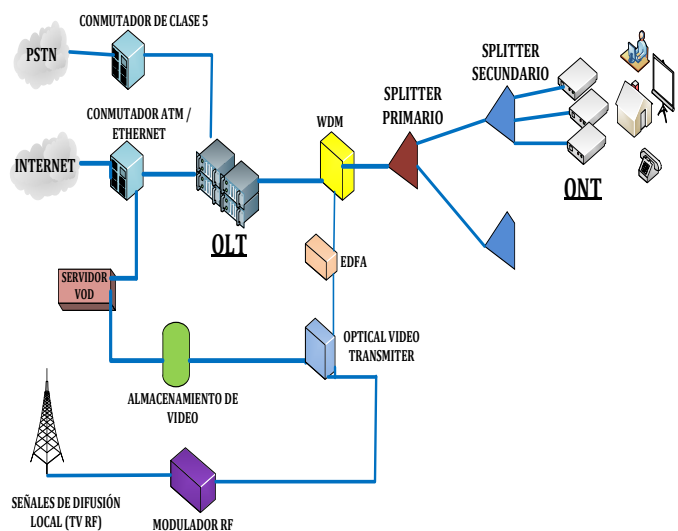 CONMUTADOR DE CLASE 5
PSTN
CONMUTADOR ATM /
ETHERNET
INTERNET
OLT
WDM
SPLITTER
PRIMARIO
SPLITTER
SECUNDARIO
ONT
EDFA
SERVIDOR
VOD
OPTICAL VIDEO
TRANSMITER
ALMACENAMIENTO DE
VIDEO
SEÑALES DE DIFUSIÓN
LOCAL (TV RF)
MODULADOR RF